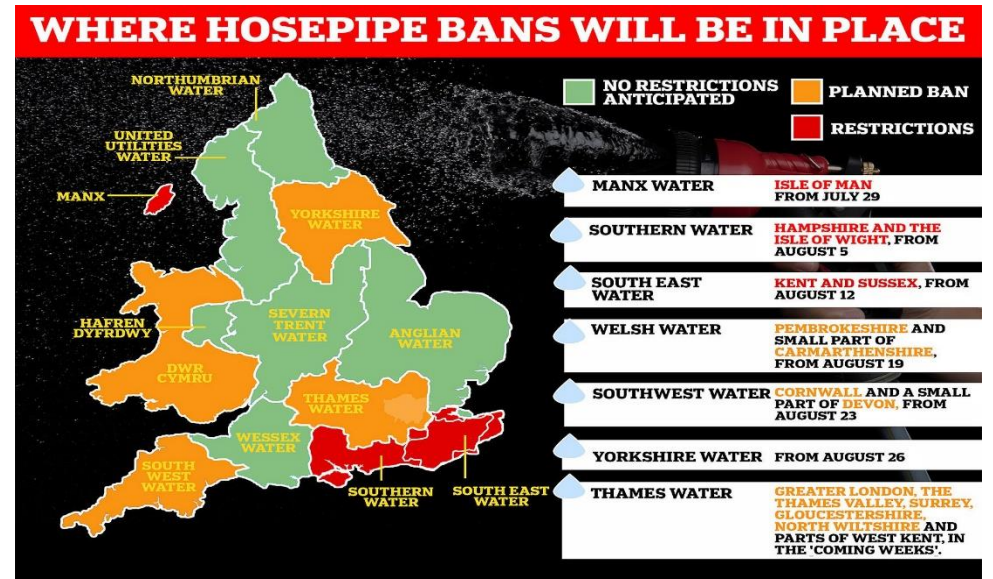 WHERE HOSEPIPE BANS WILL BE IN PLACE
NO RESTRICTIONS
ANTICIPATED
PLANNED BAN
RESTRICTIONS
NORTHUMBRIAN
WATER
UNITED
UTILITIES
WATER
MANX
YORKSHIRE
WATER
HAFREN
DYFRDWY
SEVERN
TRENT
WATER
ANGLIAN
WATER
DWR
CYMRU
THAMES
WATER
WESSEX
WATER
SOUTH
WEST
WATER
SOUTHERN
WATER
SOUTH EAST
WATER
MANX WATER
ISLE OF MAN
FROM JULY 29
SOUTHERN WATER
HAMPSHIRE AND THE
ISLE OF WIGHT, FROM
AUGUST 5
SOUTH EAST
WATER
KENT AND SUSSEX, FROM
AUGUST 12
WELSH WATER
PEMBROKESHIRE AND
SMALL PART OF
CARMARTHENSHIRE,
FROM AUGUST 19
SOUTHWEST WATER
CORNWALL AND A SMALL
PART OF DEVON, FROM
AUGUST 23
YORKSHIRE WATER
FROM AUGUST 26
THAMES WATER
GREATER LONDON, THE
THAMES VALLEY, SURREY,
GLOUCESTERSHIRE,
NORTH WILTSHIRE AND
PARTS OF WEST KENT, IN
THE 'COMING WEEKS'.